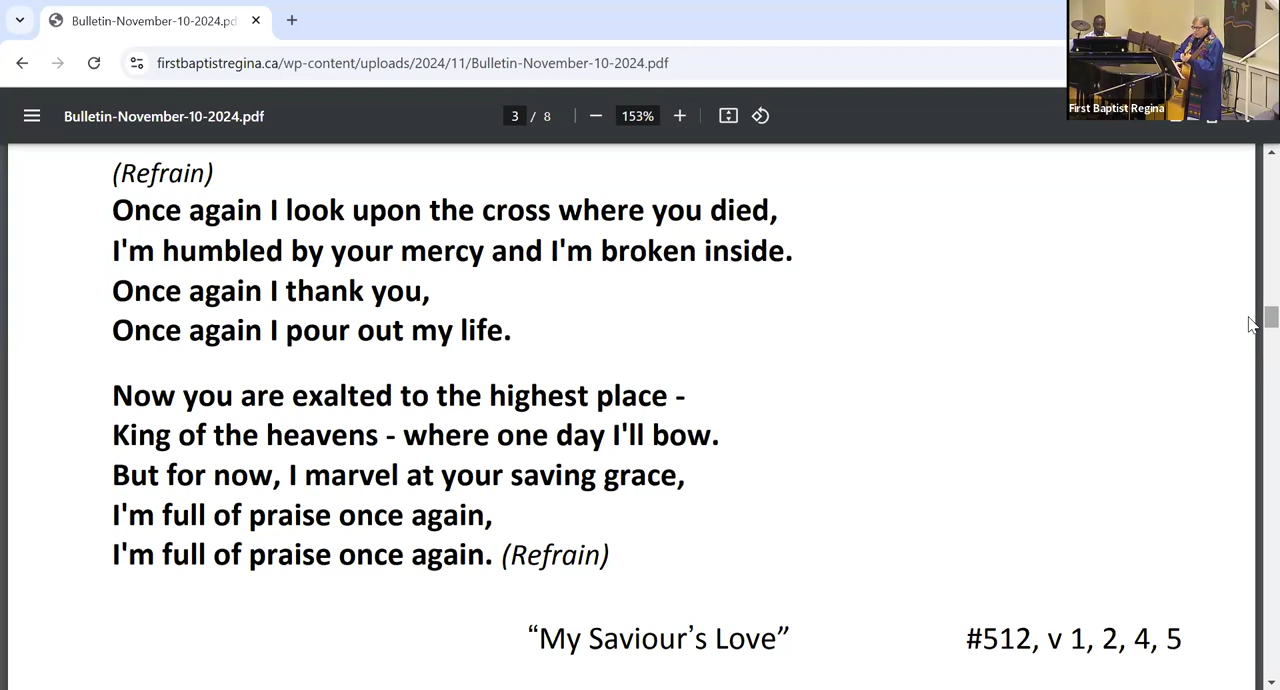 Bulletin-November-10-2024.pd
firstbaptistregina.ca/wp-content/uploads/2024/11/Bulletin-November-10-2024.pdf
Bulletin-November-10-2024.pdf
3 / 8
153%
First Baptist Regina
(Refrain)
Once again I look upon the cross where you died,
I'm humbled by your mercy and I'm broken inside.
Once again I thank you,
Once again I pour out my life.
Now you are exalted to the highest place -
King of the heavens - where one day I'll bow.
But for now, I marvel at your saving grace,
I'm full of praise once again,
I'm full of praise once again. (Refrain)
“My Saviour’s Love” #512, v 1, 2, 4, 5